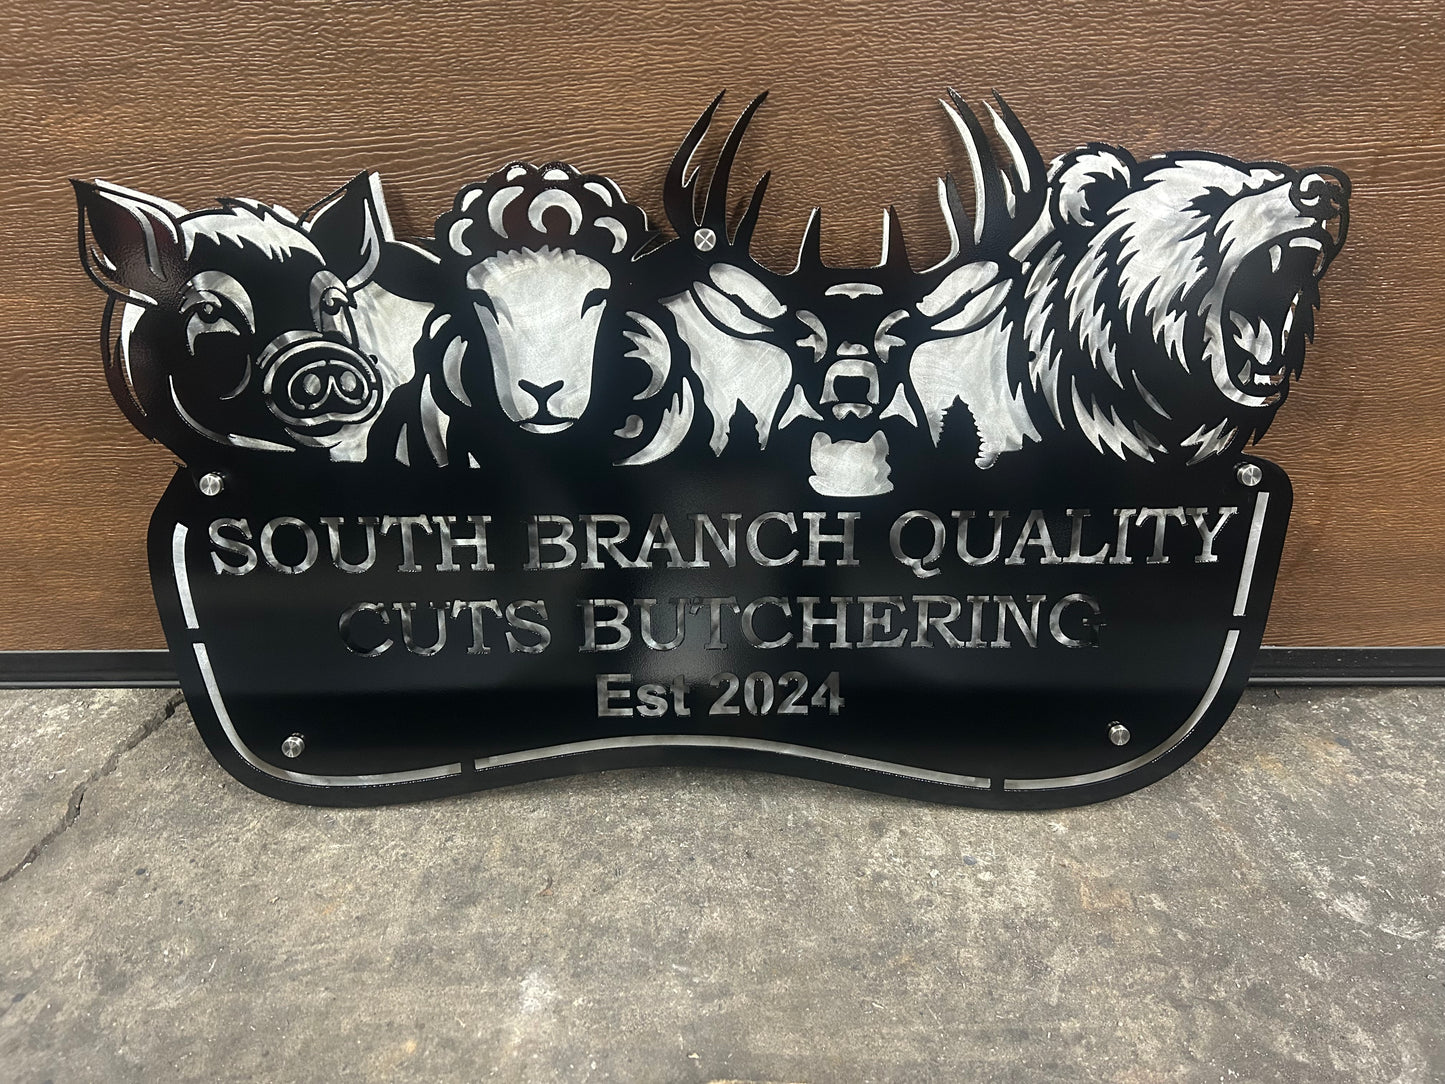 SOUTH BRANCH QUALITY
CUTS BUTCHERING
Est 2024